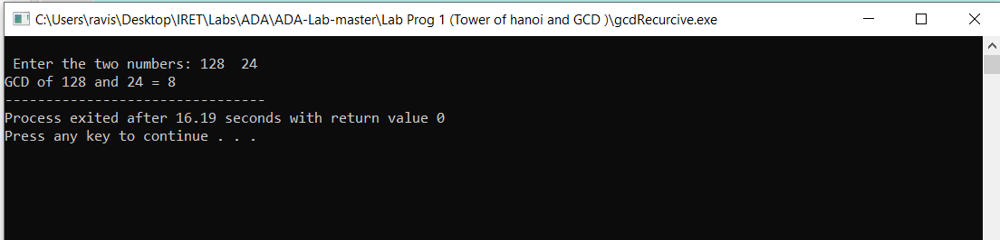 C:\Users\ravis\Desktop\IRET\Labs\ADA\ADA-Lab-master\Lab Prog 1 (Tower of hanoi and GCD )\gcdRecurcive.exe
Enter the two numbers: 128  24
GCD of 128 and 24 = 8
--------------------------------
Process exited after 16.19 seconds with return value 0
Press any key to continue . . .